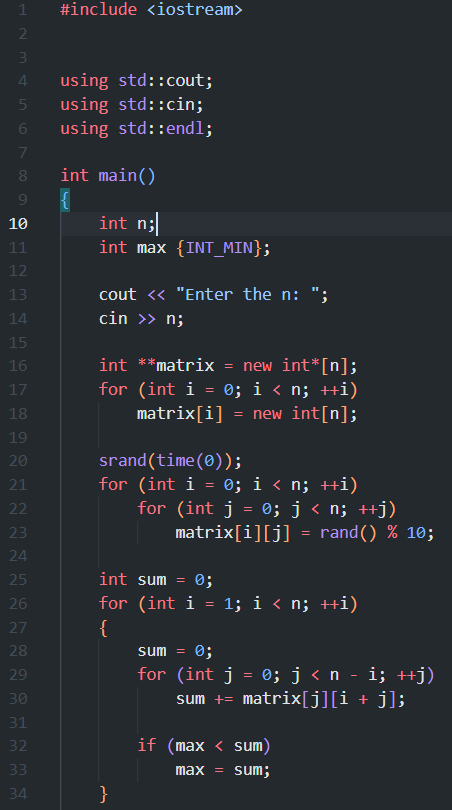 1 #include <iostream>
2
3
4 using std::cout;
5 using std::cin;
6 using std::endl;
7
8 int main()
9 {
10     int n;
11     int max {INT_MIN};
12
13     cout << "Enter the n: ";
14     cin >> n;
15
16     int **matrix = new int*[n];
17     for (int i = 0; i < n; ++i)
18         matrix[i] = new int[n];
19
20     srand(time(0));
21     for (int i = 0; i < n; ++i)
22         for (int j = 0; j < n; ++j)
23             matrix[i][j] = rand() % 10;
24
25     int sum = 0;
26     for (int i = 1; i < n; ++i)
27     {
28         sum = 0;
29         for (int j = 0; j < n - i; ++j)
30             sum += matrix[j][i + j];
31
32         if (max < sum)
33             max = sum;
34     }